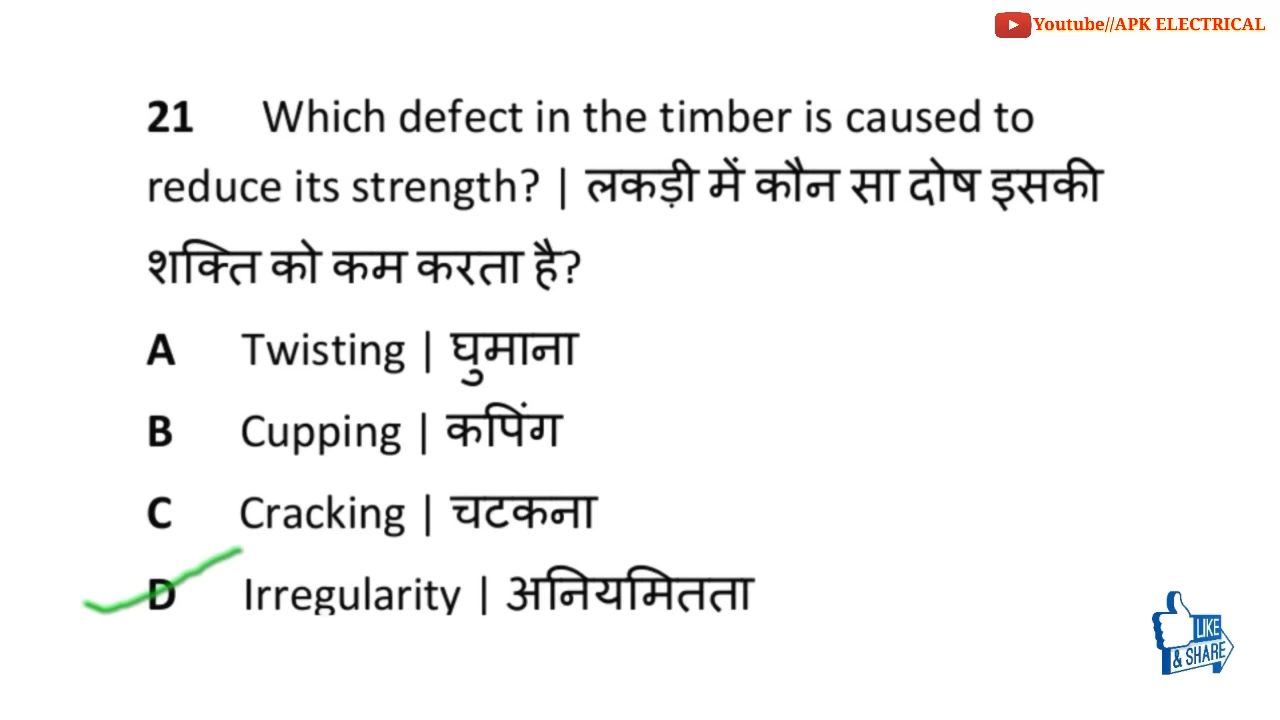 Youtube//APK ELECTRICAL
21 Which defect in the timber is caused to
reduce its strength? | लकड़ी में कौन सा दोष इसकी
शक्ति को कम करता है?
A Twisting | घुमाना
B Cupping | कपिंग
C Cracking | चटकना
D Irregularity | अनियमितता
LIKE
& SHARE